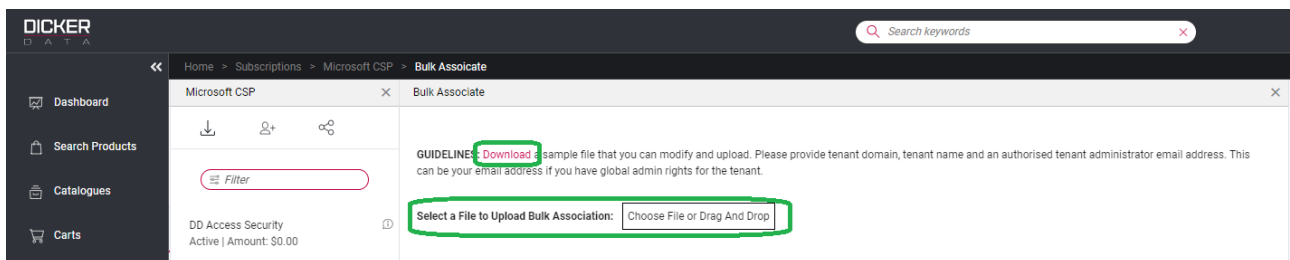 DICKER
DATA
Search keywords
Home > Subscriptions > Microsoft CSP > Bulk Assoicate
Dashboard
Search Products
Catalogues
Carts
Microsoft CSP
Filter
DD Access Security
Active | Amount: $0.00
Bulk Associate
GUIDELINES: Download a sample file that you can modify and upload. Please provide tenant domain, tenant name and an authorised tenant administrator email address. This
can be your email address if you have global admin rights for the tenant.
Select a File to Upload Bulk Association: Choose File or Drag And Drop